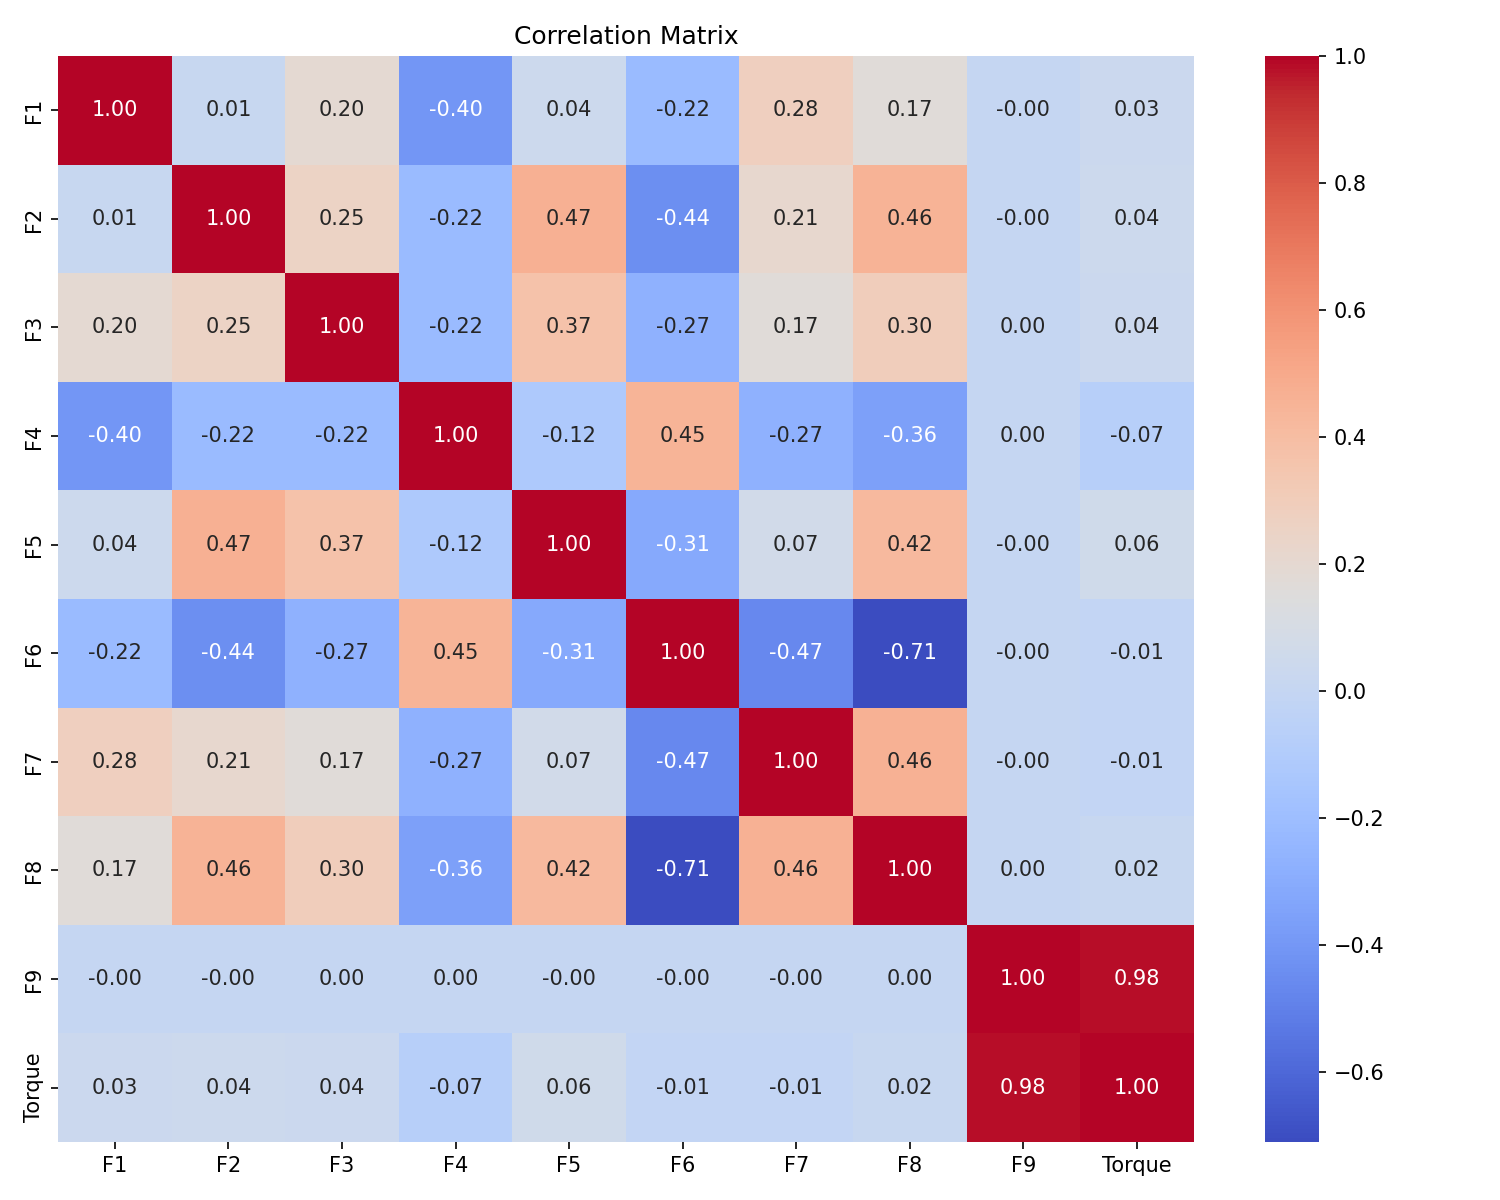 Correlation Matrix
F1 1.00 0.01 0.20 -0.40 0.04 -0.22 0.28 0.17 -0.00 0.03
F2 0.01 1.00 0.25 -0.22 0.47 -0.44 0.21 0.46 -0.00 0.04
F3 0.20 0.25 1.00 -0.22 0.37 -0.27 0.17 0.30 0.00 0.04
F4 -0.40 -0.22 -0.22 1.00 -0.12 0.45 -0.27 -0.36 0.00 -0.07
F5 0.04 0.47 0.37 -0.12 1.00 -0.31 0.07 0.42 -0.00 0.06
F6 -0.22 -0.44 -0.27 0.45 -0.31 1.00 -0.47 -0.71 -0.00 -0.01
F7 0.28 0.21 0.17 -0.27 0.07 -0.47 1.00 0.46 -0.00 -0.01
F8 0.17 0.46 0.30 -0.36 0.42 -0.71 0.46 1.00 0.00 0.02
F9 -0.00 -0.00 0.00 0.00 -0.00 -0.00 -0.00 0.00 1.00 0.98
Torque 0.03 0.04 0.04 -0.07 0.06 -0.01 -0.01 0.02 0.98 1.00
F1 F2 F3 F4 F5 F6 F7 F8 F9 Torque
1.0
0.8
0.6
0.4
0.2
0.0
−0.2
−0.4
−0.6